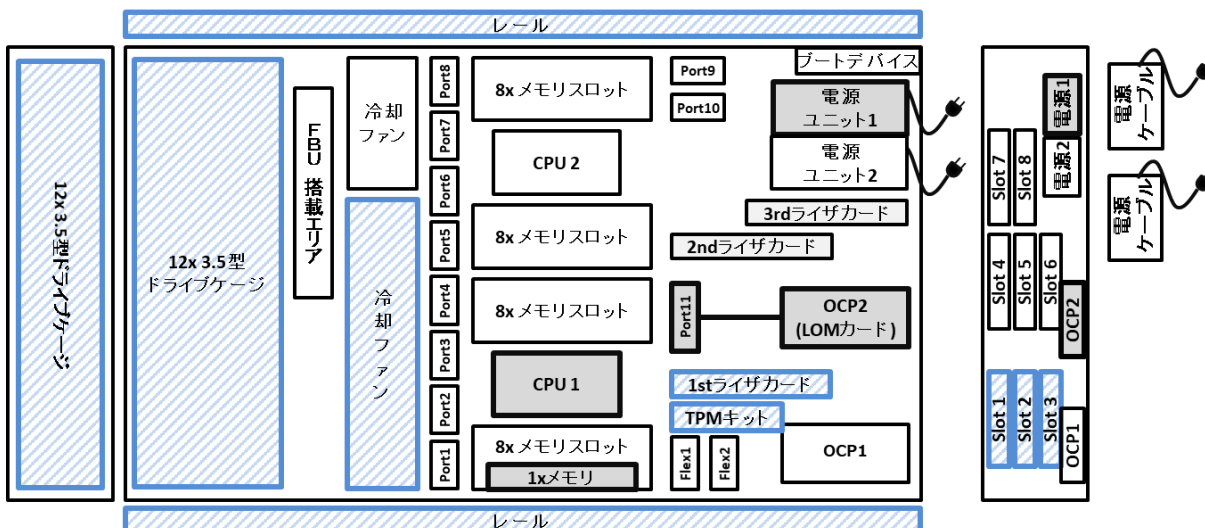 レール
12x 3.5型ドライブケージ
12x 3.5型
ドライブケージ
FBU 搭載エリア
冷却
ファン
冷却ファン
Port8
Port7
Port6
Port5
Port4
Port3
Port2
Port1
8x メモリスロット
CPU 2
8x メモリスロット
8x メモリスロット
CPU 1
8x メモリスロット
1xメモリ
Port9
Port10
ブートデバイス
電源
ユニット1
電源
ユニット2
3rdライザカード
2ndライザカード
Port11
OCP2
(LOMカード)
1stライザカード
TPMキット
Flex1
Flex2
OCP1
レール
電源1
電源2
Slot 7
Slot 8
Slot 4
Slot 5
Slot 6
OCP2
Slot 1
Slot 2
Slot 3
OCP1
電源
ケーブル
電源
ケーブル